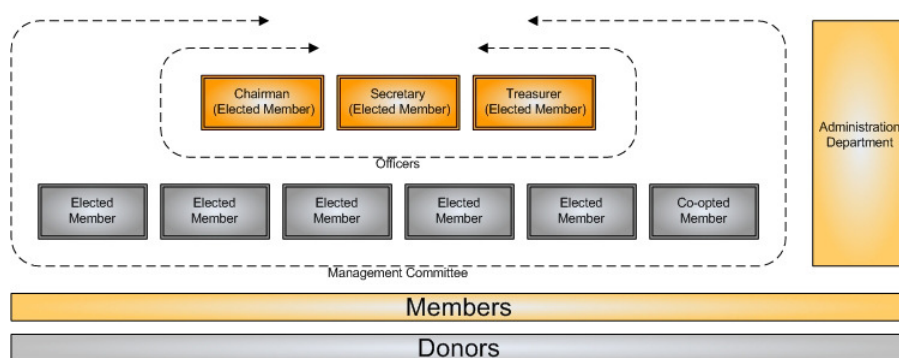 Chairman
(Elected Member)
Secretary
(Elected Member)
Treasurer
(Elected Member)
Administration
Department
Officers
Elected
Member
Elected
Member
Elected
Member
Elected
Member
Elected
Member
Co-opted
Member
Management Committee
Members
Donors